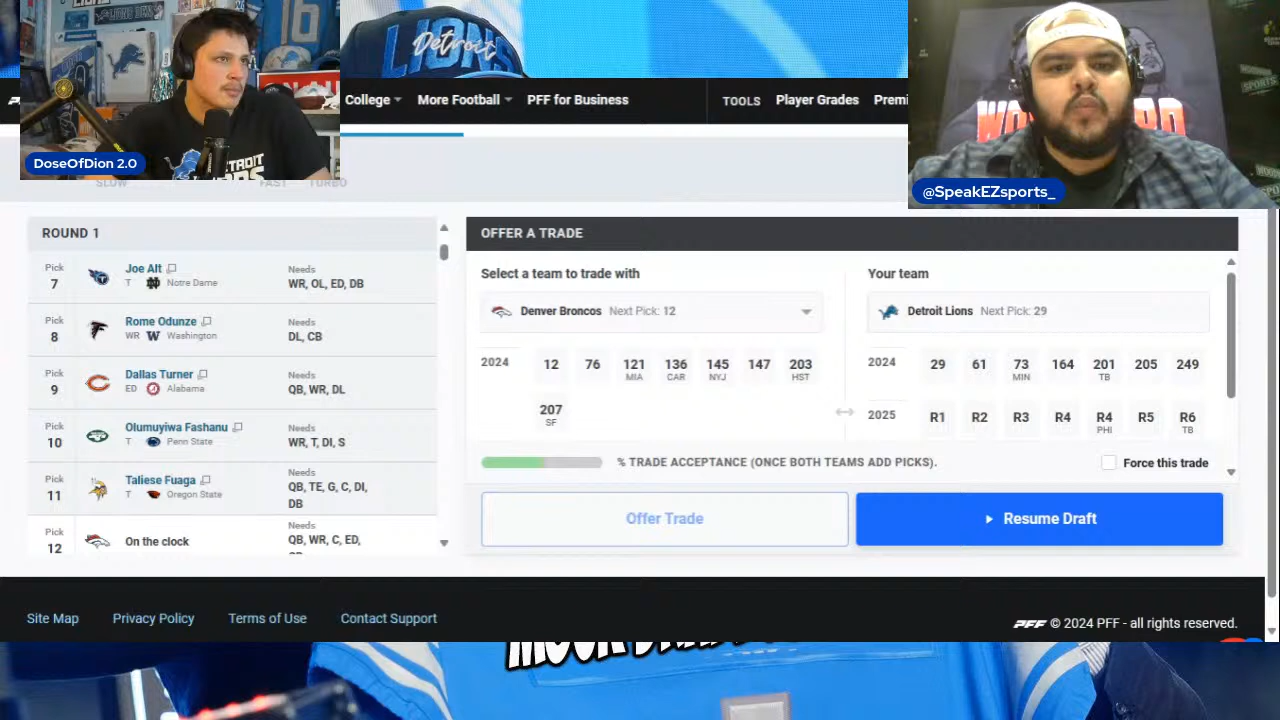 LIONS
Detroit
16
LIONS DEN
College
More Football
PFF for Business
TOOLS
Player Grades
Premi
DoseOfDion 2.0
DETROIT
LIONS
@SpeakEZsports_
SLOW
FAST
TURBO
ROUND 1
Pick
7
Joe Alt
T
Notre Dame
Needs
WR, OL, ED, DB
Pick
8
Rome Odunze
WR
Washington
Needs
DL, CB
Pick
9
Dallas Turner
ED
Alabama
Needs
QB, WR, DL
Pick
10
Olumuyiwa Fashanu
T
Penn State
Needs
WR, T, DI, S
Pick
11
Taliese Fuaga
T
Oregon State
Needs
QB, TE, G, C, DI,
DB
Pick
12
On the clock
Needs
QB, WR, C, ED,
OFFER A TRADE
Select a team to trade with
Denver Broncos Next Pick: 12
2024 12 76 121 136 145 147 203
MIA CAR NYJ HST
207
SF
Your team
Detroit Lions Next Pick: 29
2024 29 61 73 164 201 205 249
MIN TB
2025 R1 R2 R3 R4 R4 R5 R6
PHI TB
% TRADE ACCEPTANCE (ONCE BOTH TEAMS ADD PICKS).
Force this trade
Offer Trade
Resume Draft
Site Map
Privacy Policy
Terms of Use
Contact Support
PFF © 2024 PFF - all rights reserved.